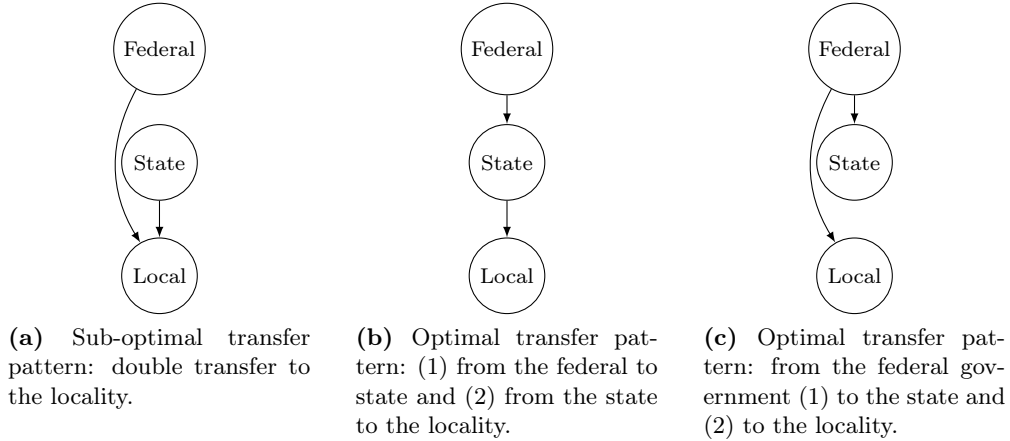 Federal
State
Local
(a) Sub-optimal transfer
pattern: double transfer to
the locality.
Federal
State
Local
(b) Optimal transfer pat-
tern: (1) from the federal to
state and (2) from the state
to the locality.
Federal
State
Local
(c) Optimal transfer pat-
tern: from the federal gov-
ernment (1) to the state and
(2) to the locality.